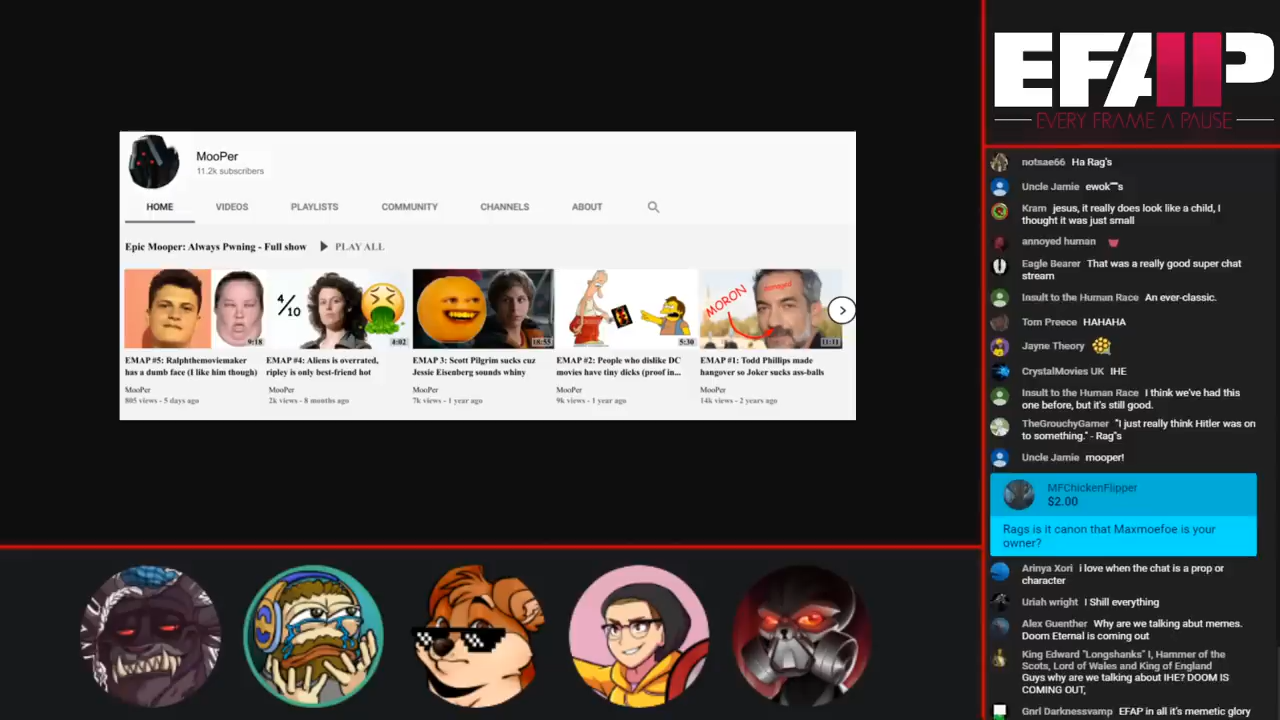 MooPer
11.2k subscribers
HOME VIDEOS PLAYLISTS COMMUNITY CHANNELS ABOUT
Epic Mooper: Always Pwning - Full show PLAY ALL
4/10
MORON
9:18
4:02
18:53
5:30
11:11
EMAP #5: Ralphthemoviemaker
has a dumb face (I like him though)
MooPer
805 views - 5 days ago
EMAP #4: Aliens is overrated,
ripley is only best-friend hot
MooPer
2k views - 8 months ago
EMAP 3: Scott Pilgrim sucks cuz
Jessie Eisenberg sounds whiny
MooPer
7k views - 1 year ago
EMAP #2: People who dislike DC
movies have tiny dicks (proof in...
MooPer
9k views - 1 year ago
EMAP #1: Todd Phillips made
hangover so Joker sucks ass-balls
MooPer
14k views - 2 years ago
EFAP
EVERY FRAME A PAUSE
notsae66 Ha Rag's
Uncle Jamie ewok""s
Kram jesus, it really does look like a child, I
thought it was just small
annoyed human
Eagle Bearer That was a really good super chat
stream
Insult to the Human Race An ever-classic.
Tom Preece HAHAHA
Jayne Theory
CrystalMovies UK IHE
Insult to the Human Race I think we've had this
one before, but it's still good.
TheGrouchyGamer "I just really think Hitler was on
to something." - Rag"s
Uncle Jamie mooper!
MFChickenFlipper
$2.00
Rags is it canon that Maxmoefoe is your
owner?
Arinya Xori i love when the chat is a prop or
character
Uriah wright I Shill everything
Alex Guenther Why are we talking abut memes.
Doom Eternal is coming out
King Edward "Longshanks" I, Hammer of the
Scots, Lord of Wales and King of England
Guys why are we talking about IHE? DOOM IS
COMING OUT,
Gnrl Darknessvamp EFAP in all it's memetic glory